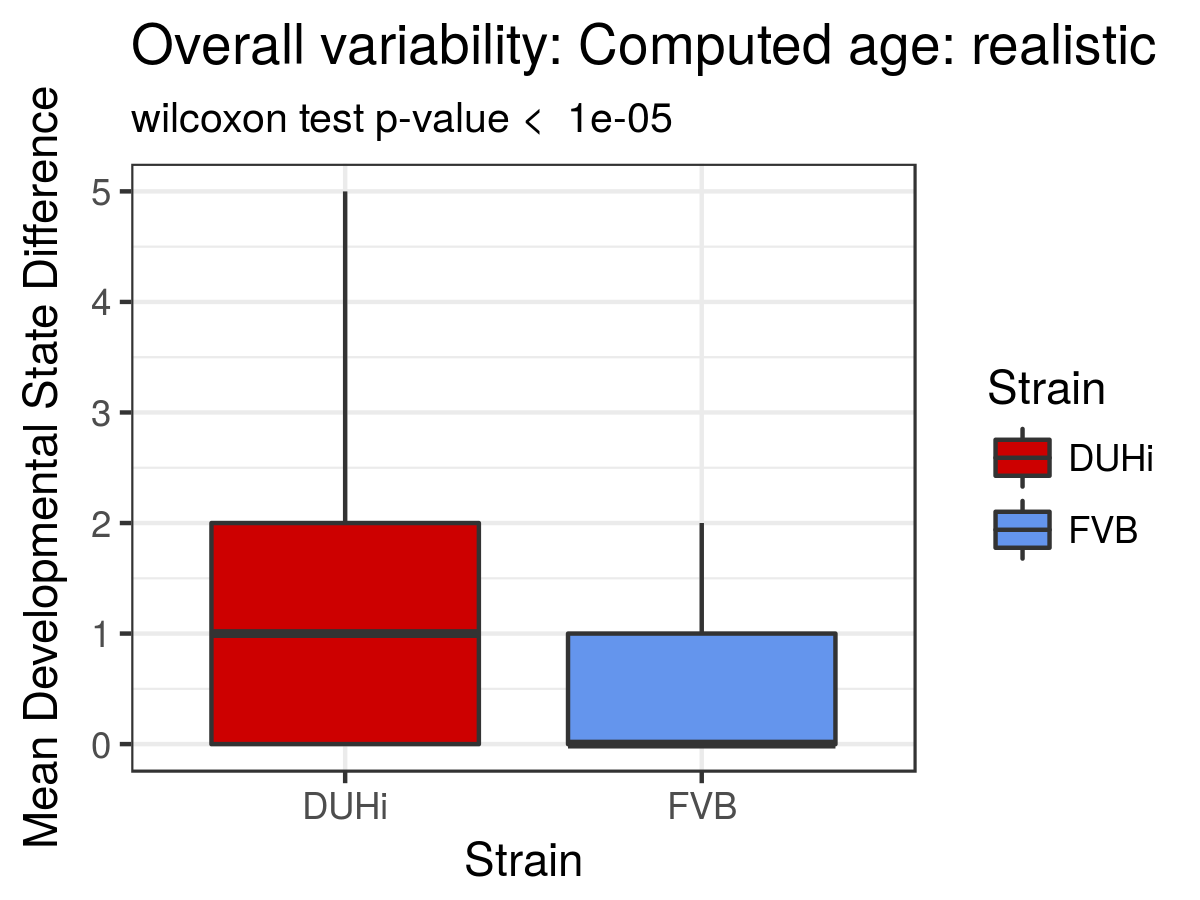 Overall variability: Computed age: realistic
wilcoxon test p-value <  1e-05
Mean Developmental State Difference
5
4
3
2
1
0
DUHi
FVB
Strain
Strain
DUHi
FVB